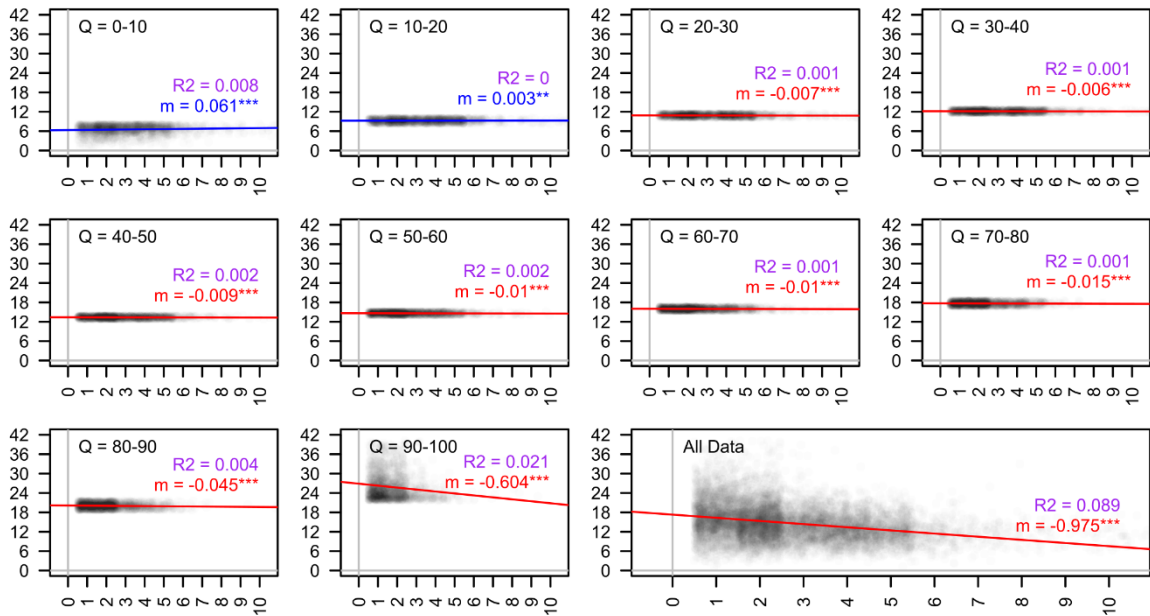 42
36
30
24
18
12
6
0
Q = 0-10
R2 = 0.008
m = 0.061***
0 1 2 3 4 5 6 7 8 9 10
42
36
30
24
18
12
6
0
Q = 10-20
R2 = 0
m = 0.003**
0 1 2 3 4 5 6 7 8 9 10
42
36
30
24
18
12
6
0
Q = 20-30
R2 = 0.001
m = -0.007***
0 1 2 3 4 5 6 7 8 9 10
42
36
30
24
18
12
6
0
Q = 30-40
R2 = 0.001
m = -0.006***
0 1 2 3 4 5 6 7 8 9 10
42
36
30
24
18
12
6
0
Q = 40-50
R2 = 0.002
m = -0.009***
0 1 2 3 4 5 6 7 8 9 10
42
36
30
24
18
12
6
0
Q = 50-60
R2 = 0.002
m = -0.01***
0 1 2 3 4 5 6 7 8 9 10
42
36
30
24
18
12
6
0
Q = 60-70
R2 = 0.001
m = -0.01***
0 1 2 3 4 5 6 7 8 9 10
42
36
30
24
18
12
6
0
Q = 70-80
R2 = 0.001
m = -0.015***
0 1 2 3 4 5 6 7 8 9 10
42
36
30
24
18
12
6
0
Q = 80-90
R2 = 0.004
m = -0.045***
0 1 2 3 4 5 6 7 8 9 10
42
36
30
24
18
12
6
0
Q = 90-100
R2 = 0.021
m = -0.604***
0 1 2 3 4 5 6 7 8 9 10
42
36
30
24
18
12
6
0
All Data
R2 = 0.089
m = -0.975***
0 1 2 3 4 5 6 7 8 9 10